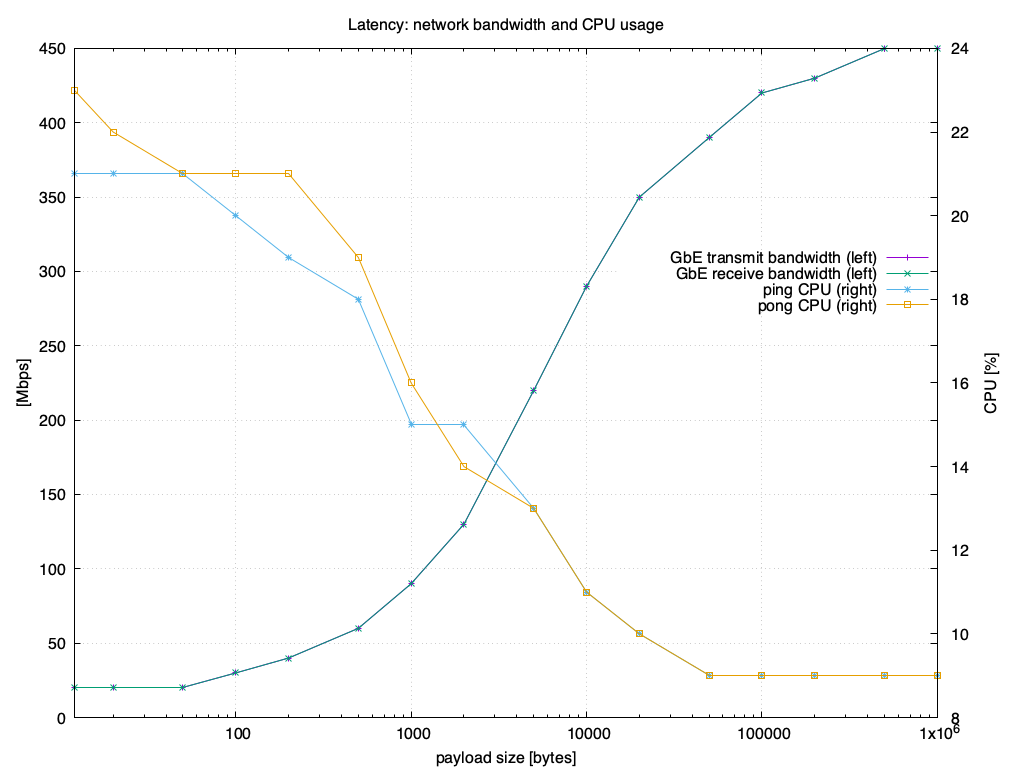 Latency: network bandwidth and CPU usage
450
400
350
300
250
200
150
100
50
0
[Mbps]
24
22
20
18
16
14
12
10
8
CPU [%]
GbE transmit bandwidth (left)
GbE receive bandwidth (left)
ping CPU (right)
pong CPU (right)
100 1000 10000 100000 1x10⁶
payload size [bytes]